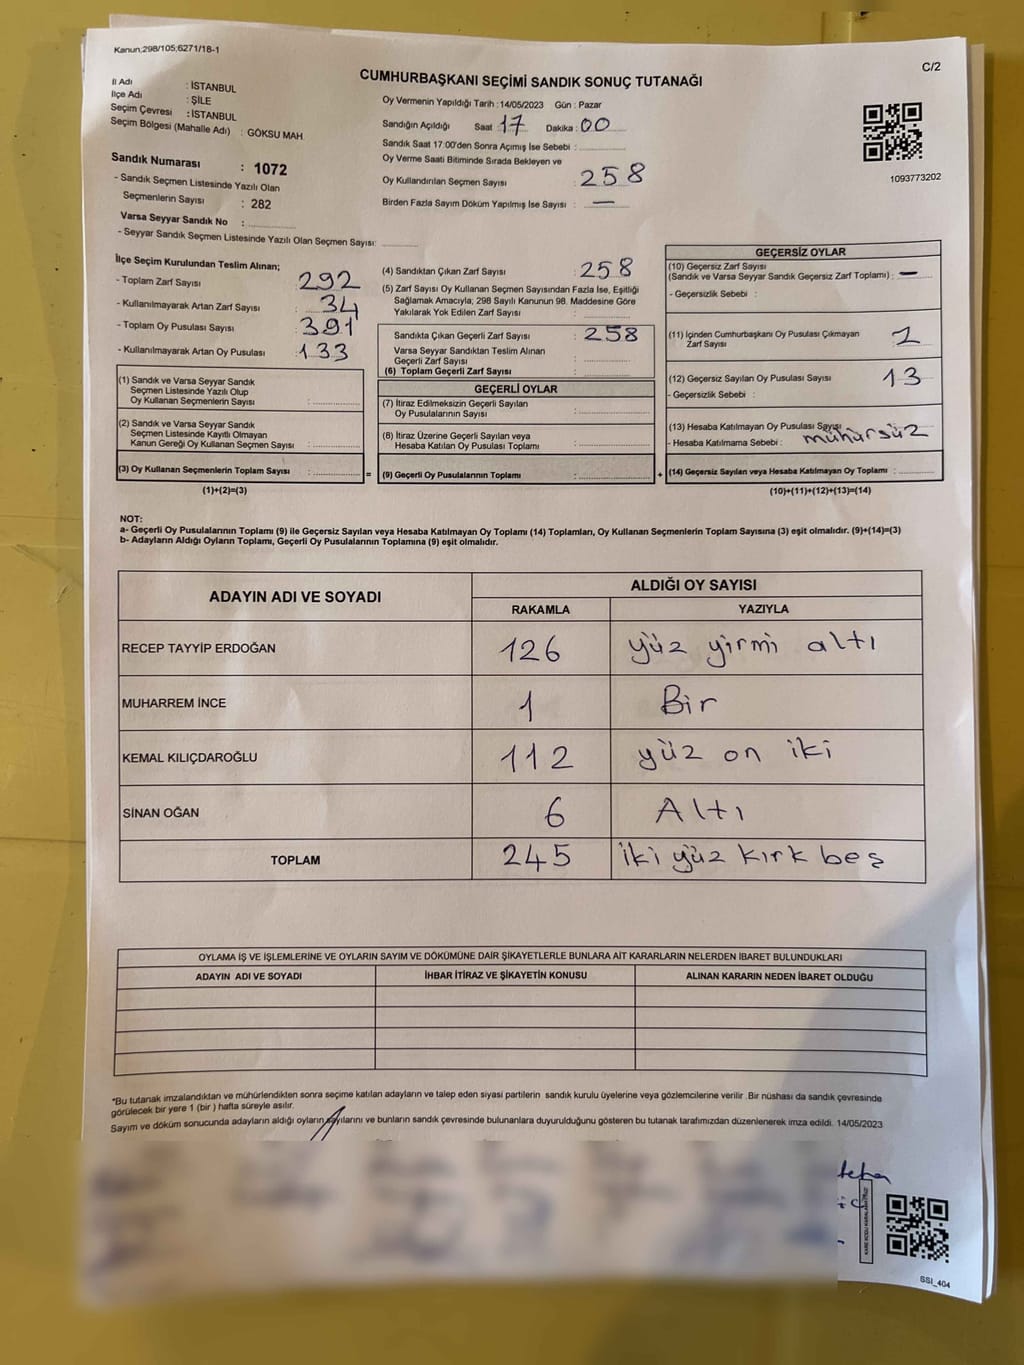 Kanun;298/105;6271/18-1
C/2
CUMHURBAŞKANI SEÇİMİ SANDIK SONUÇ TUTANAĞI
İl Adı : İSTANBUL
İlçe Adı : ŞİLE
Seçim Çevresi : İSTANBUL
Seçim Bölgesi (Mahalle Adı) : GÖKSU MAH
Sandık Numarası : 1072
- Sandık Seçmen Listesinde Yazılı Olan
Seçmenlerin Sayısı : 282
Varsa Seyyar Sandık No :
- Seyyar Sandık Seçmen Listesinde Yazılı Olan Seçmen Sayısı:
Oy Vermenin Yapıldığı Tarih : 14/05/2023 Gün : Pazar
Sandığın Açıldığı Saat : 17 Dakika : 00
Sandık Saat 17:00'den Sonra Açımış İse Sebebi :
Oy Verme Saati Bitiminde Sırada Bekleyen ve
Oy Kullandırılan Seçmen Sayısı : 258
Birden Fazla Sayım Döküm Yapılmış İse Sayısı : —
1093773202
İlçe Seçim Kurulundan Teslim Alınan;
- Toplam Zarf Sayısı : 292
- Kullanılmayarak Artan Zarf Sayısı : 34
- Toplam Oy Pusulası Sayısı : 391
- Kullanılmayarak Artan Oy Pusulası : 133
(1) Sandık ve Varsa Seyyar Sandık
Seçmen Listesinde Yazılı Olup
Oy Kullanan Seçmenlerin Sayısı :
(2) Sandık ve Varsa Seyyar Sandık
Seçmen Listesinde Kayıtlı Olmayan
Kanun Gereği Oy Kullanan Seçmen Sayısı :
(3) Oy Kullanan Seçmenlerin Toplam Sayısı :
(1)+(2)=(3)
(4) Sandıktan Çıkan Zarf Sayısı : 258
(5) Zarf Sayısı Oy Kullanan Seçmen Sayısından Fazla İse, Eşitliği
Sağlamak Amacıyla; 298 Sayılı Kanunun 98. Maddesine Göre
Yakılarak Yok Edilen Zarf Sayısı :
Sandıkta Çıkan Geçerli Zarf Sayısı : 258
Varsa Seyyar Sandıktan Teslim Alınan
Geçerli Zarf Sayısı :
(6) Toplam Geçerli Zarf Sayısı :
GEÇERLİ OYLAR
(7) İtiraz Edilmeksizin Geçerli Sayılan
Oy Pusulalarının Sayısı :
(8) İtiraz Üzerine Geçerli Sayılan veya
Hesaba Katılan Oy Pusulası Toplamı :
= (9) Geçerli Oy Pusulalarının Toplamı :
GEÇERSİZ OYLAR
(10) Geçersiz Zarf Sayısı
(Sandık ve Varsa Seyyar Sandık Geçersiz Zarf Toplamı) : —
- Geçersizlik Sebebi :
(11) İçinden Cumhurbaşkanı Oy Pusulası Çıkmayan
Zarf Sayısı :
(12) Geçersiz Sayılan Oy Pusulası Sayısı : 13
- Geçersizlik Sebebi :
(13) Hesaba Katılmayan Oy Pusulası Sayısı
- Hesaba Katılmama Sebebi : mühürsüz
+ (14) Geçersiz Sayılan veya Hesaba Katılmayan Oy Toplamı :
(10)+(11)+(12)+(13)=(14)
NOT:
a- Geçerli Oy Pusulalarının Toplamı (9) ile Geçersiz Sayılan veya Hesaba Katılmayan Oy Toplamı (14) Toplamları, Oy Kullanan Seçmenlerin Toplam Sayısına (3) eşit olmalıdır. (9)+(14)=(3)
b- Adayların Aldığı Oyların Toplamı, Geçerli Oy Pusulalarının Toplamına (9) eşit olmalıdır.
ADAYIN ADI VE SOYADI ALDIĞI OY SAYISI
RAKAMLA YAZIYLA
RECEP TAYYİP ERDOĞAN 126 yüz yirmi altı
MUHARREM İNCE 1 Bir
KEMAL KILIÇDAROĞLU 112 yüz on iki
SİNAN OĞAN 6 Altı
TOPLAM 245 iki yüz kırk beş
OYLAMA İŞ VE İŞLEMLERİNE VE OYLARIN SAYIM VE DÖKÜMÜNE DAİR ŞİKAYETLERLE BUNLARA AİT KARARLARIN NELERDEN İBARET BULUNDUKLARI
ADAYIN ADI VE SOYADI İHBAR İTİRAZ VE ŞİKAYETİN KONUSU ALINAN KARARIN NEDEN İBARET OLDUĞU
*Bu tutanak imzalandıktan ve mühürlendikten sonra seçime katılan adayların ve talep eden siyasi partilerin sandık kurulu üyelerine veya gözlemcilerine verilir .Bir nüshası da sandık çevresinde
görülecek bir yere 1 (bir ) hafta süreyle asılır.
Sayım ve döküm sonucunda adayların aldığı oyların sayılarını ve bunların sandık çevresinde bulunanlara duyurulduğunu gösteren bu tutanak tarafımızdan düzenlenerek imza edildi. 14/05/2023
SSI_404